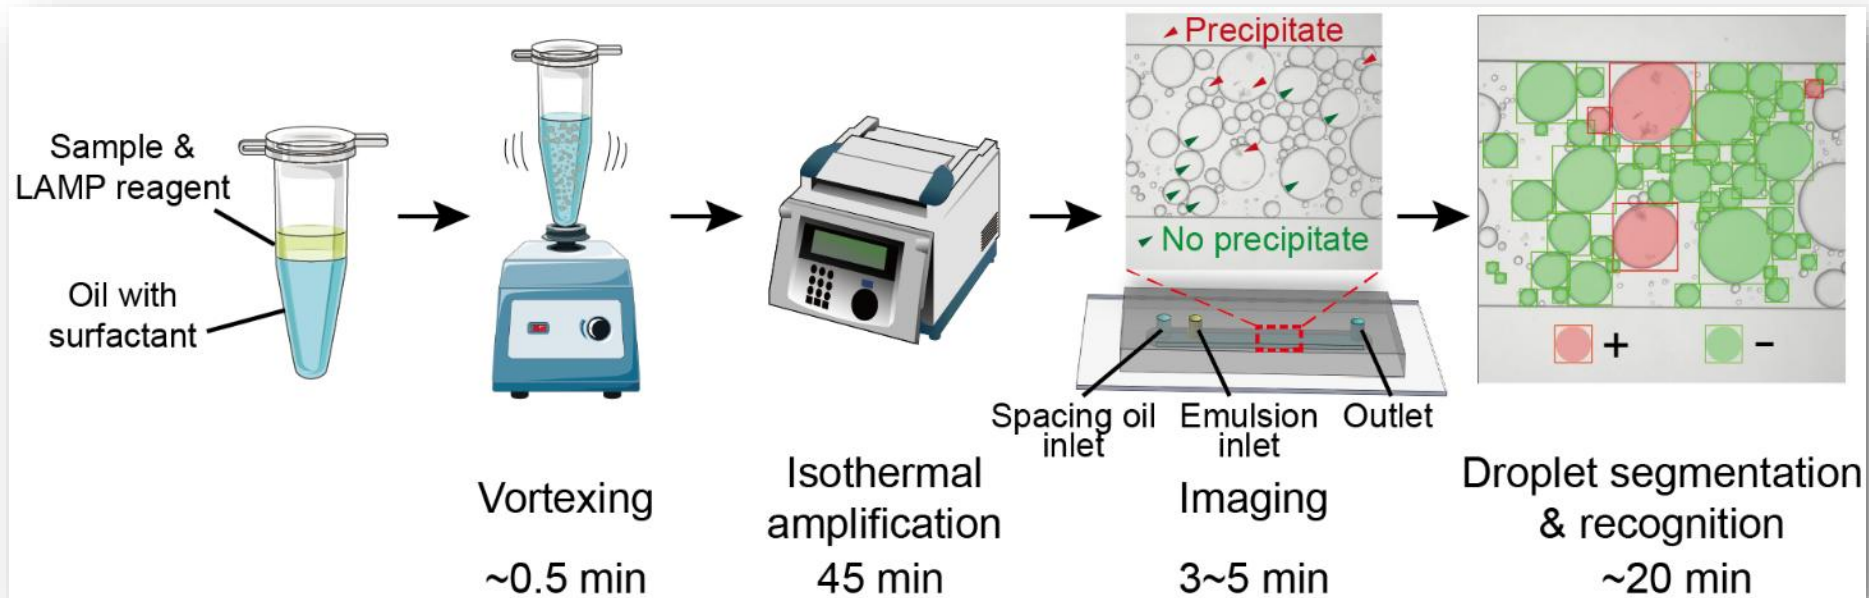 Sample &
LAMP reagent
Oil with
surfactant
Precipitate
No precipitate
Spacing oil
inlet
Emulsion
inlet
Outlet
+
-
Vortexing
~0.5 min
Isothermal
amplification
45 min
Imaging
3~5 min
Droplet segmentation
& recognition
~20 min